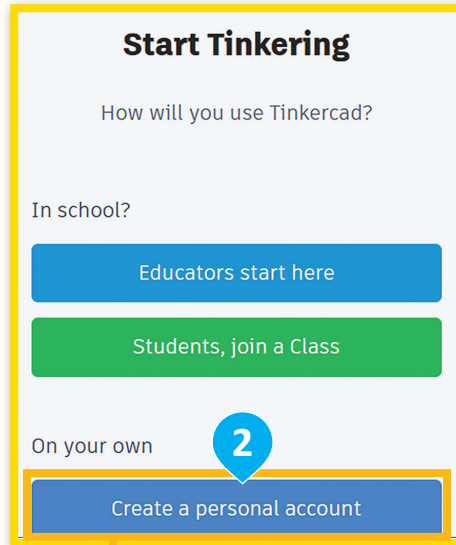 Start Tinkering
How will you use Tinkercad?
In school?
Educators start here
Students, join a Class
On your own
2
Create a personal account